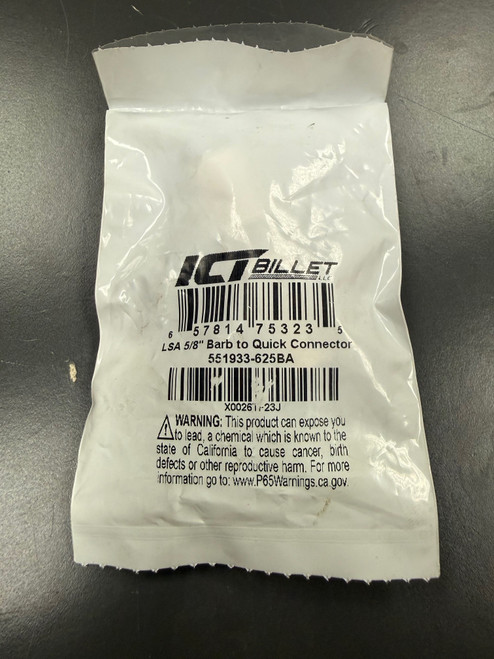 ICT BILLET LLC
6 57814 75323 5
LSA 5/8" Barb to Quick Connector
551933-625BA
WARNING: This product can expose you
to lead, a chemical which is known to the
state of California to cause cancer, birth
defects or other reproductive harm. For more
information go to: www.P65Warnings.ca.gov.